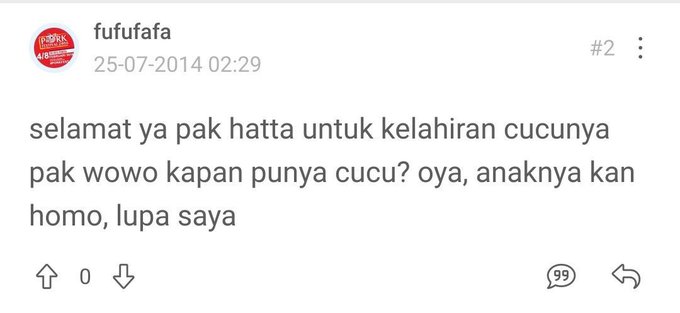 fufufafa
25-07-2014 02:29
#2
selamat ya pak hatta untuk kelahiran cucunya
pak wowo kapan punya cucu? oya, anaknya kan
homo, lupa saya
0
99